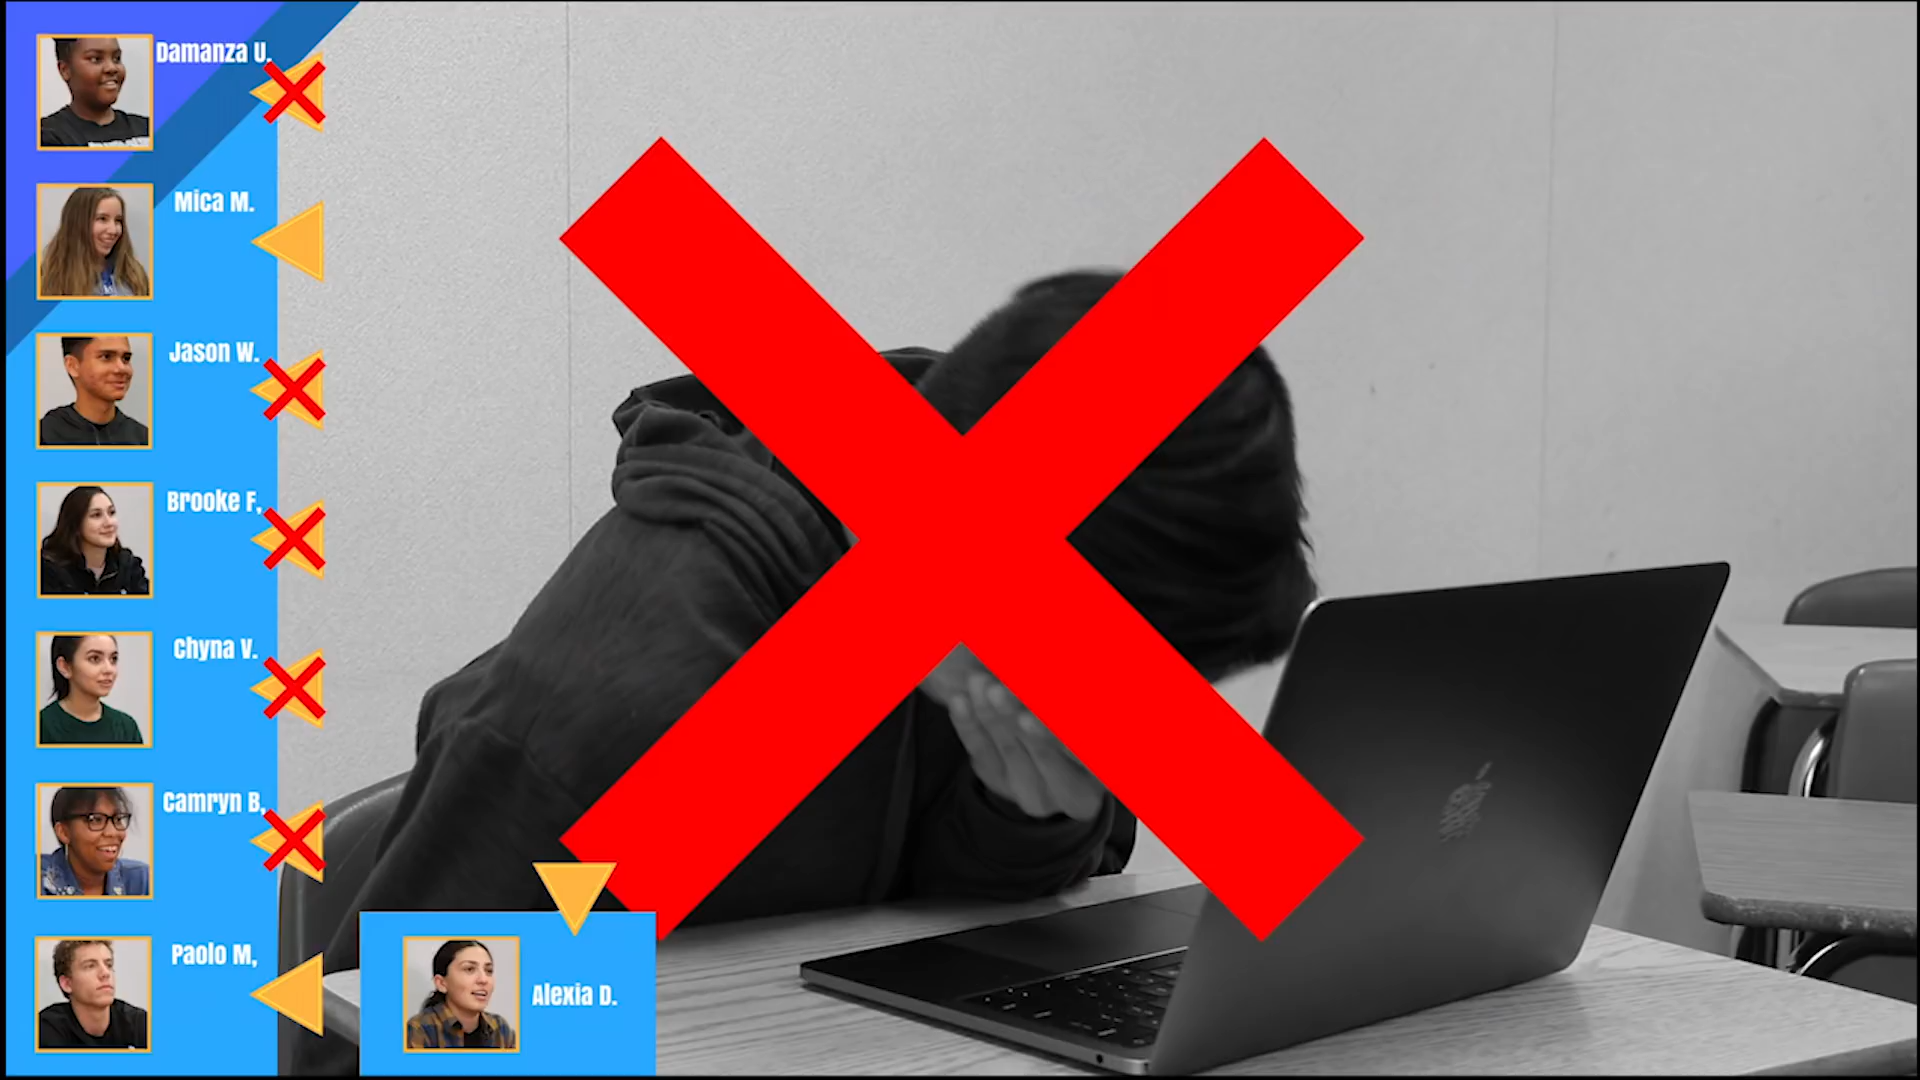 Damanza U.
Mica M.
Jason W.
Brooke F,
Chyna V.
Camryn B,
Paolo M,
Alexia D.